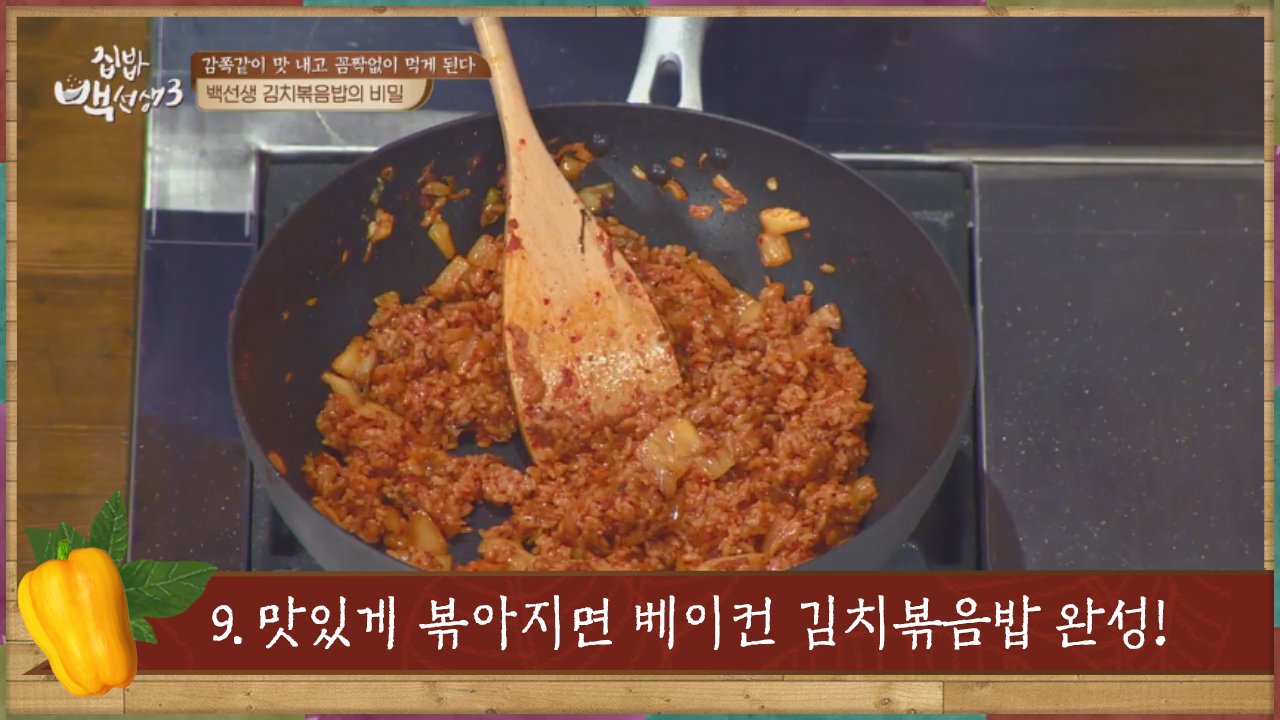 집밥
백선생3
감쪽같이 맛 내고 꼼짝없이 먹게 된다
백선생 김치볶음밥의 비밀
9. 맛있게 볶아지면 베이컨 김치볶음밥 완성!